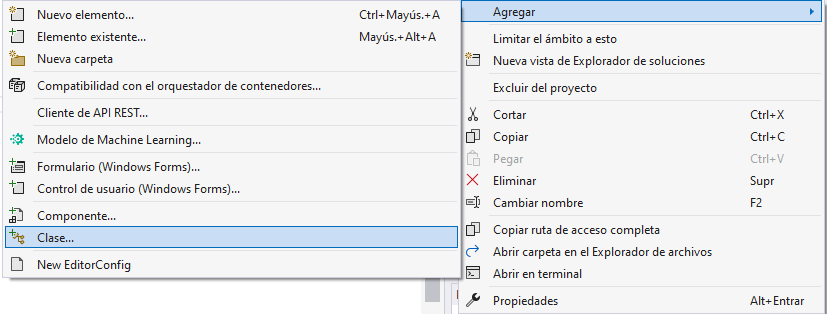 Nuevo elemento... Ctrl+Mayús.+A
Elemento existente... Mayús.+Alt+A
Nueva carpeta
Compatibilidad con el orquestador de contenedores...
Cliente de API REST...
Modelo de Machine Learning...
Formulario (Windows Forms)...
Control de usuario (Windows Forms)...
Componente...
Clase...
New EditorConfig
Agregar
Limitar el ámbito a esto
Nueva vista de Explorador de soluciones
Excluir del proyecto
Cortar Ctrl+X
Copiar Ctrl+C
Pegar Ctrl+V
Eliminar Supr
Cambiar nombre F2
Copiar ruta de acceso completa
Abrir carpeta en el Explorador de archivos
Abrir en terminal
Propiedades Alt+Entrar